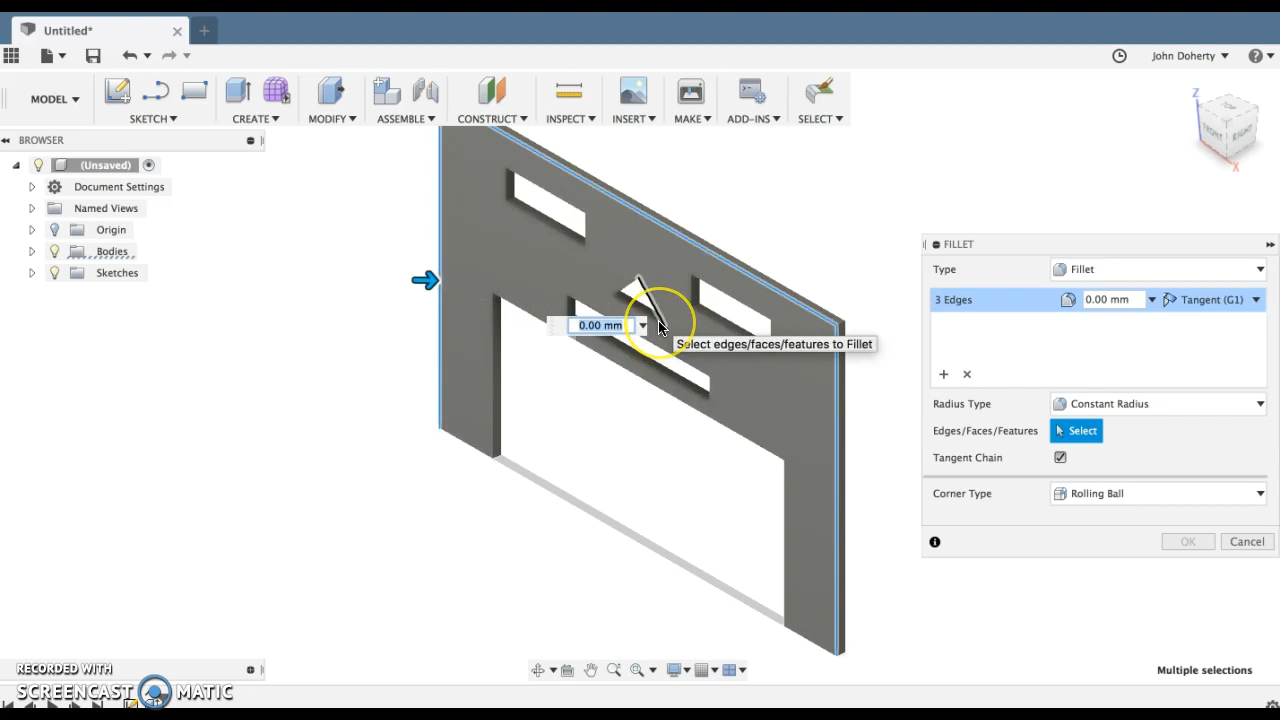 Untitled*
John Doherty
MODEL
SKETCH
CREATE
MODIFY
ASSEMBLE
CONSTRUCT
INSPECT
INSERT
MAKE
ADD-INS
SELECT
Z
FRONT
RIGHT
X
BROWSER
(Unsaved)
Document Settings
Named Views
Origin
Bodies
Sketches
FILLET
Type Fillet
3 Edges 0.00 mm Tangent (G1)
Radius Type Constant Radius
Edges/Faces/Features Select
Tangent Chain
Corner Type Rolling Ball
OK Cancel
0.00 mm
Select edges/faces/features to Fillet
Multiple selections
RECORDED WITH
SCREENCAST MATIC